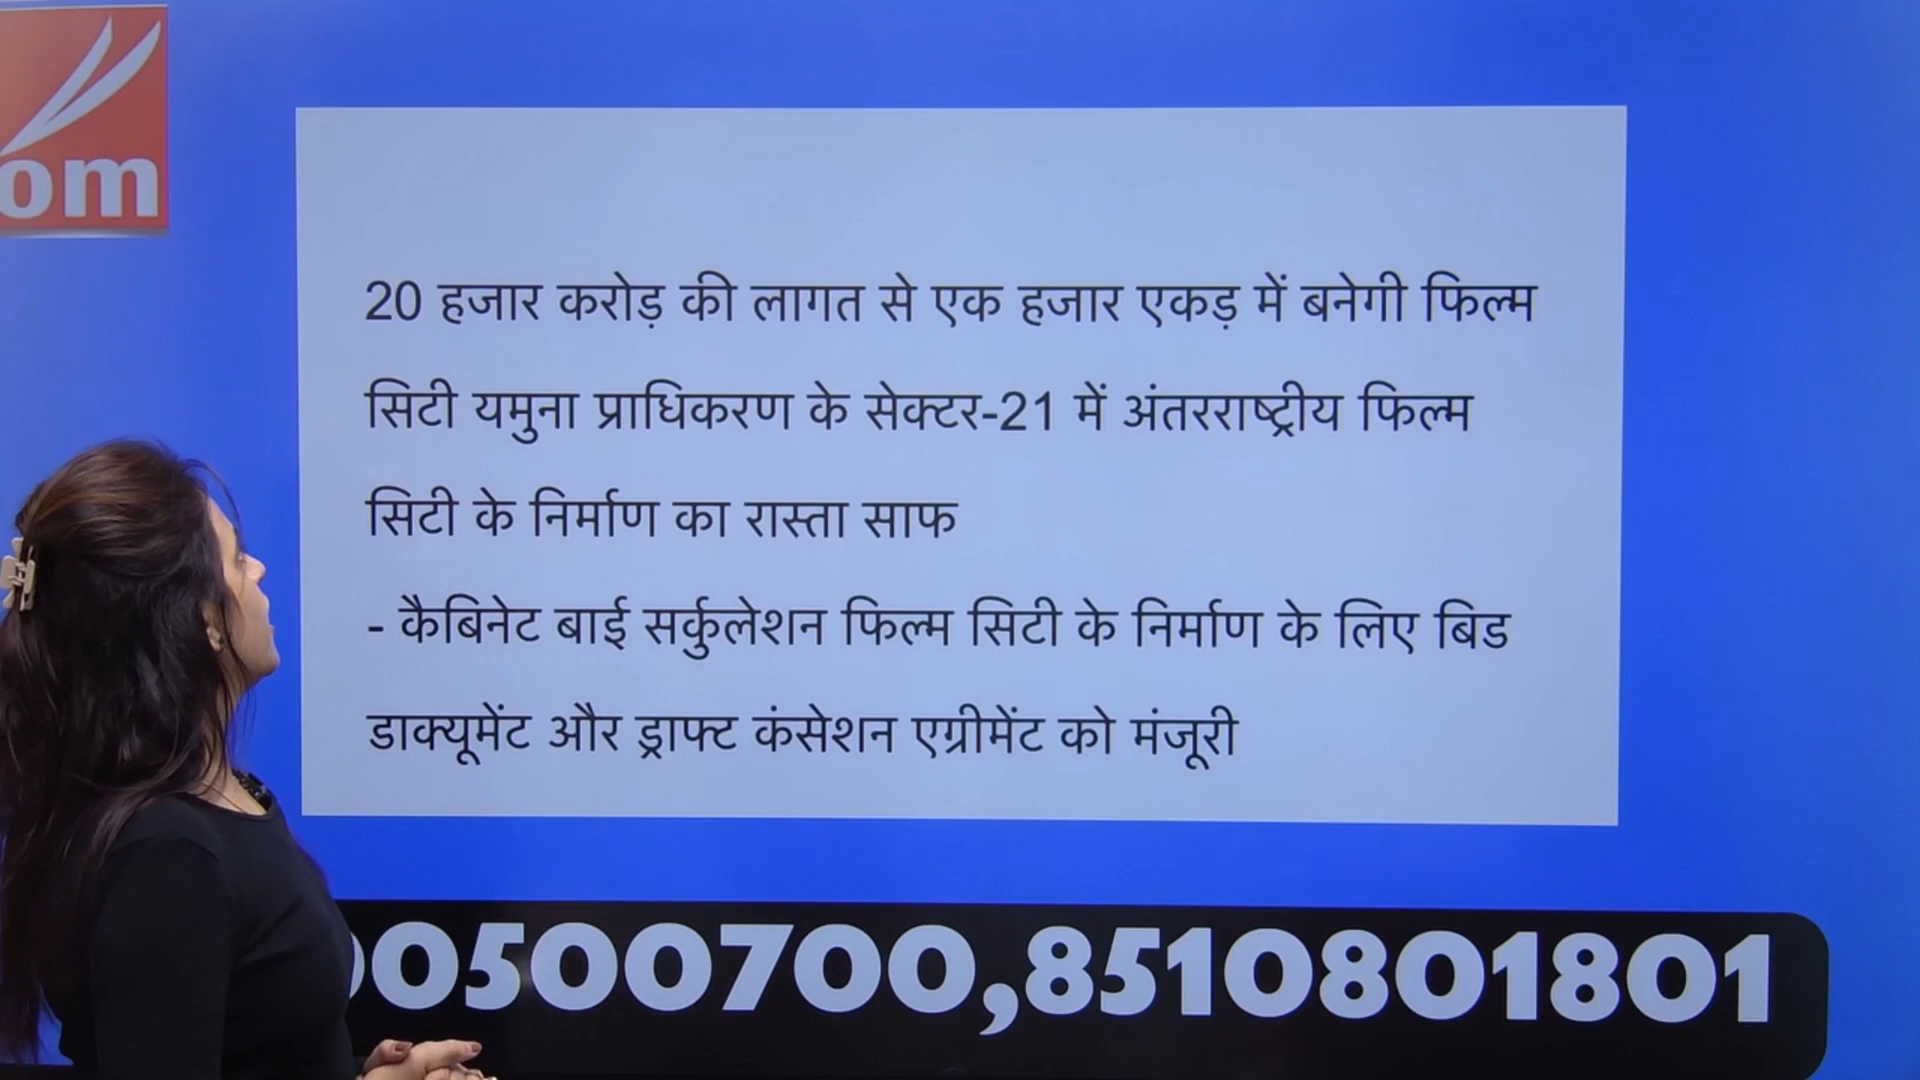 om
20 हजार करोड़ की लागत से एक हजार एकड़ में बनेगी फिल्म
सिटी यमुना प्राधिकरण के सेक्टर-21 में अंतरराष्ट्रीय फिल्म
सिटी के निर्माण का रास्ता साफ
- कैबिनेट बाई सर्कुलेशन फिल्म सिटी के निर्माण के लिए बिड
डाक्यूमेंट और ड्राफ्ट कंसेशन एग्रीमेंट को मंजूरी
00500700,8510801801